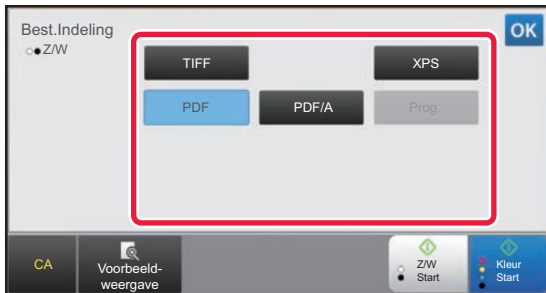 Best.Indeling
Z/W
OK
TIFF
XPS
PDF
PDF/A
Prog.
CA
Voorbeeld-
weergave
Z/W
Start
Kleur
Start